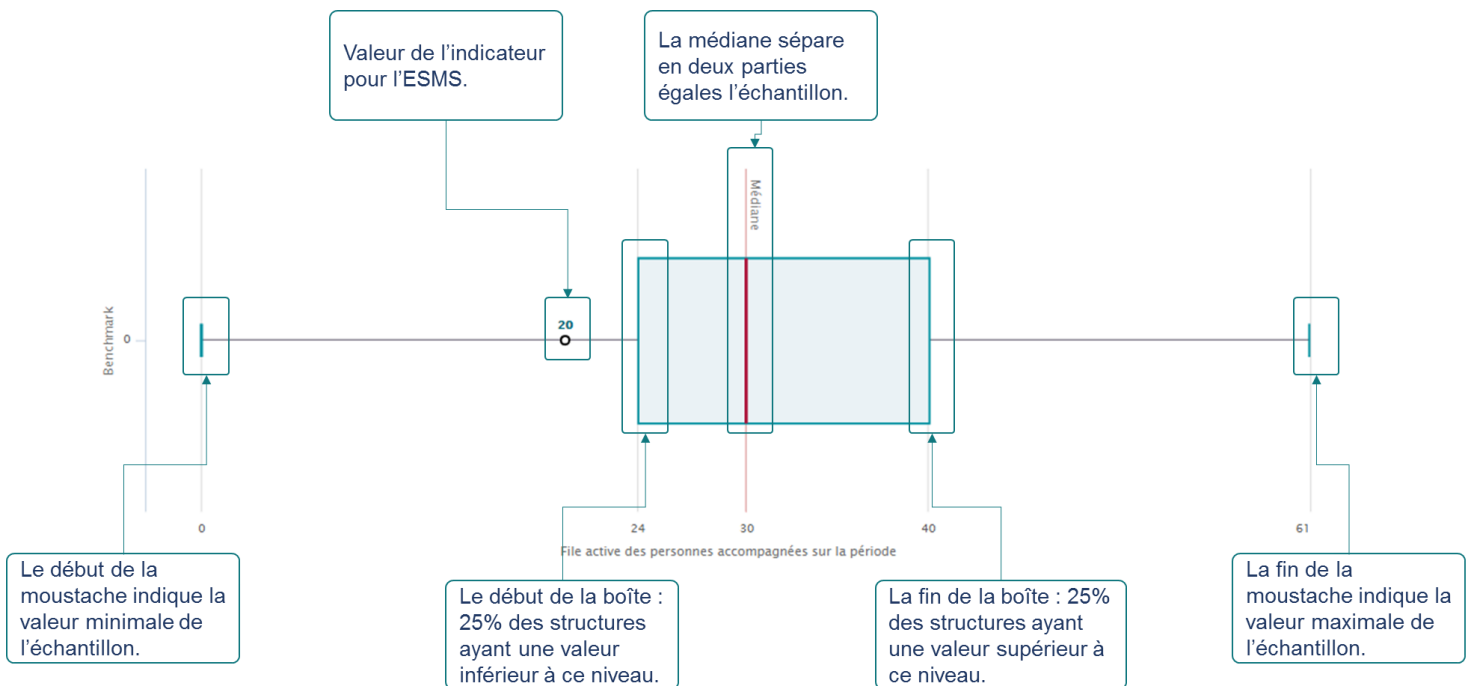 Valeur de l’indicateur
pour l’ESMS.
La médiane sépare
en deux parties
égales l’échantillon.
Médiane
Benchmark
0
20
0
24
30
40
61
File active des personnes accompagnées sur la période
Le début de la
moustache indique la
valeur minimale de
l’échantillon.
Le début de la boîte :
25% des structures
ayant une valeur
inférieur à ce niveau.
La fin de la boîte : 25%
des structures ayant
une valeur supérieur à
ce niveau.
La fin de la
moustache indique la
valeur maximale de
l’échantillon.